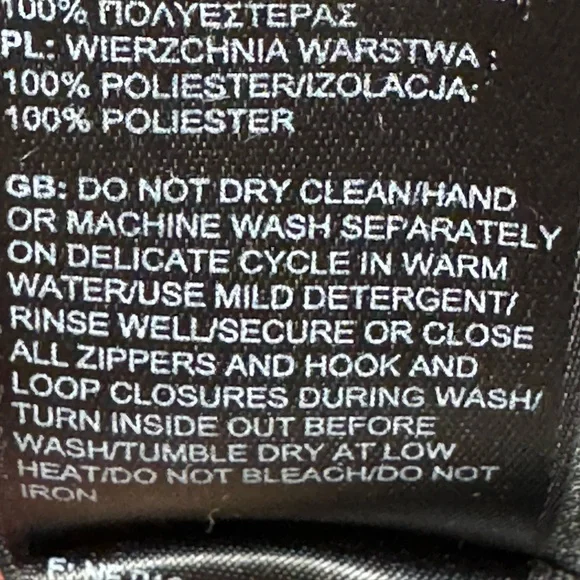 100% ΠΟΛΥΕΣΤΕΡΑΣ
PL: WIERZCHNIA WARSTWA :
100% POLIESTER/IZOLACJA:
100% POLIESTER
GB: DO NOT DRY CLEAN/HAND
OR MACHINE WASH SEPARATELY
ON DELICATE CYCLE IN WARM
WATER/USE MILD DETERGENT/
RINSE WELL/SECURE OR CLOSE
ALL ZIPPERS AND HOOK AND
LOOP CLOSURES DURING WASH/
TURN INSIDE OUT BEFORE
WASH/TUMBLE DRY AT LOW
HEAT/DO NOT BLEACH/DO NOT
IRON